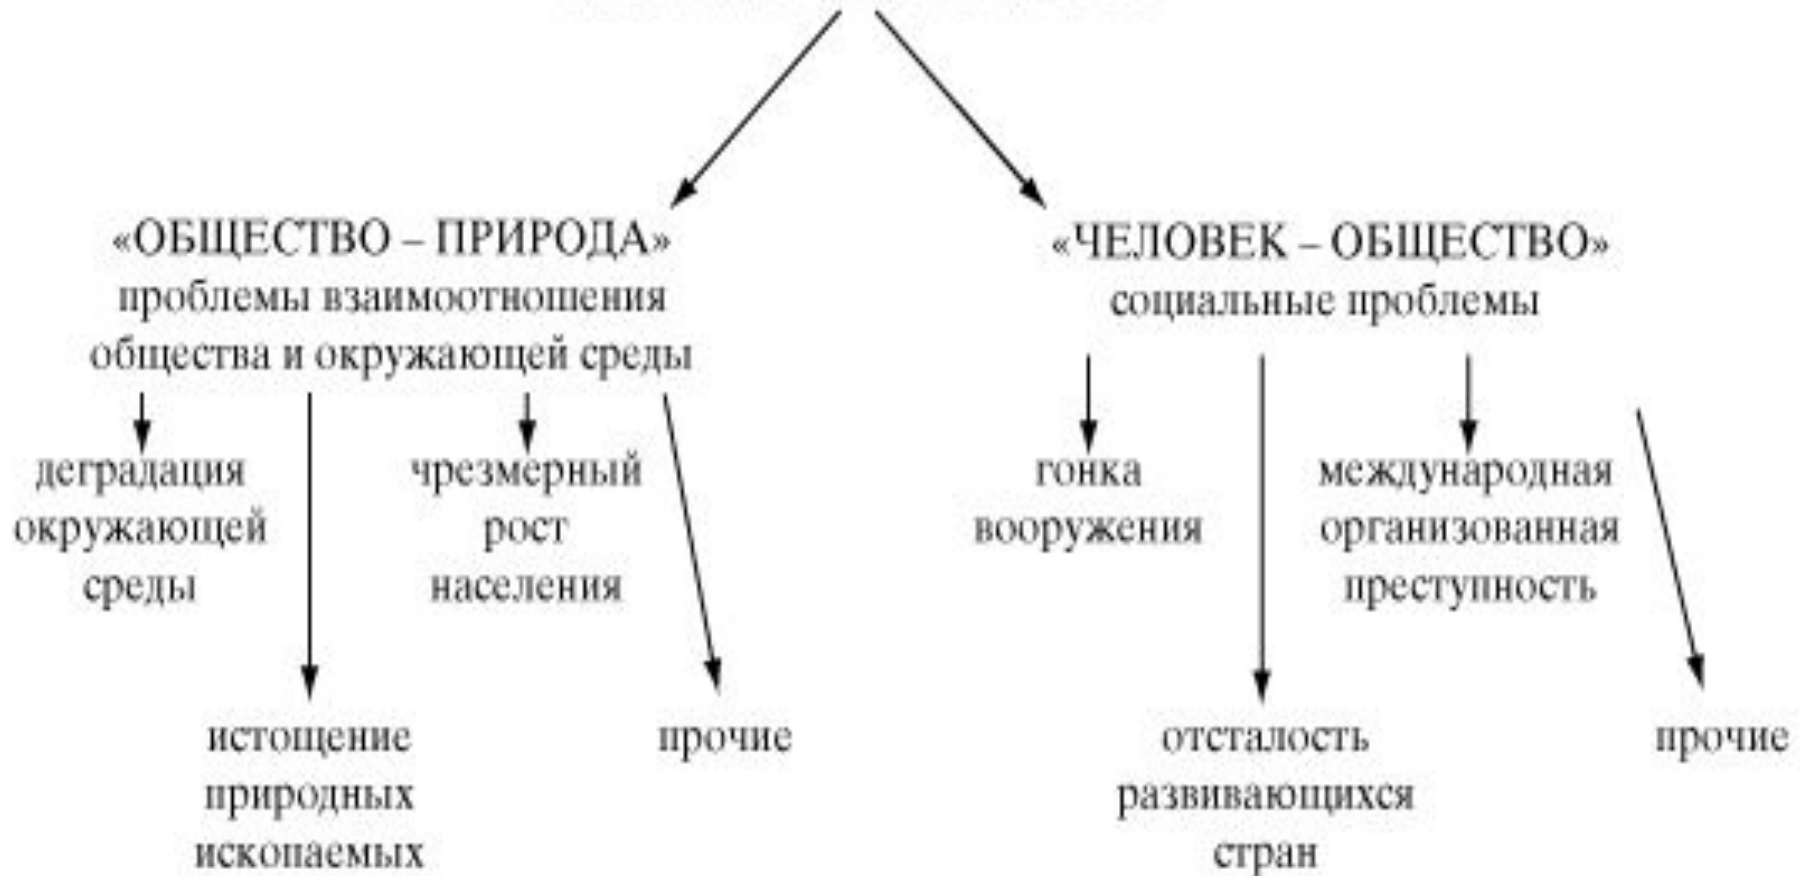 «ОБЩЕСТВО – ПРИРОДА»
проблемы взаимоотношения
общества и окружающей среды
деградация
окружающей
среды
истощение
природных
ископаемых
чрезмерный
рост
населения
прочие
«ЧЕЛОВЕК – ОБЩЕСТВО»
социальные проблемы
гонка
вооружения
отсталость
развивающихся
стран
международная
организованная
преступность
прочие